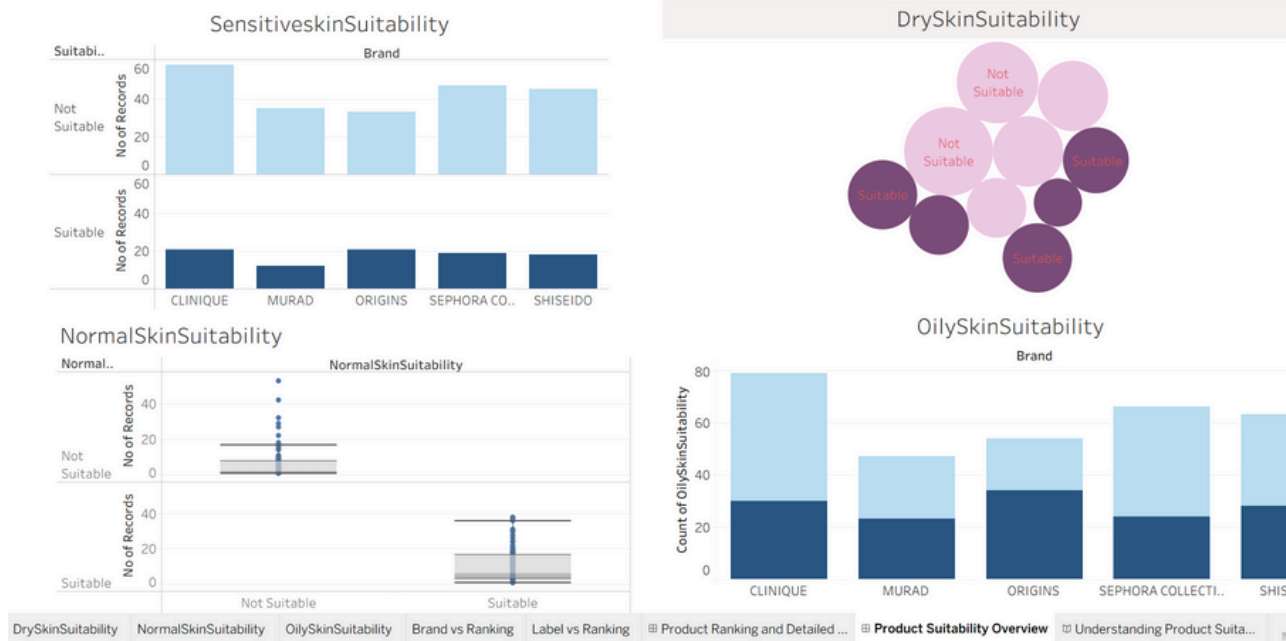 SensitiveskinSuitability
Suitabi..
Brand
Not
Suitable
No of Records
60
40
20
0
Suitable
No of Records
60
40
20
0
CLINIQUE MURAD ORIGINS SEPHORA CO.. SHISEIDO
DrySkinSuitability
Not
Suitable
Not
Suitable
Suitable
Suitable
Suitable
NormalSkinSuitability
Normal..
NormalSkinSuitability
Not
Suitable
No of Records
40
20
0
Suitable
No of Records
40
20
0
Not Suitable Suitable
OilySkinSuitability
Brand
Count of OilySkinSuitability
80
60
40
20
0
CLINIQUE MURAD ORIGINS SEPHORA COLLECTI.. SHIS
DrySkinSuitability NormalSkinSuitability OilySkinSuitability Brand vs Ranking Label vs Ranking Product Ranking and Detailed ... Product Suitability Overview Understanding Product Suita...